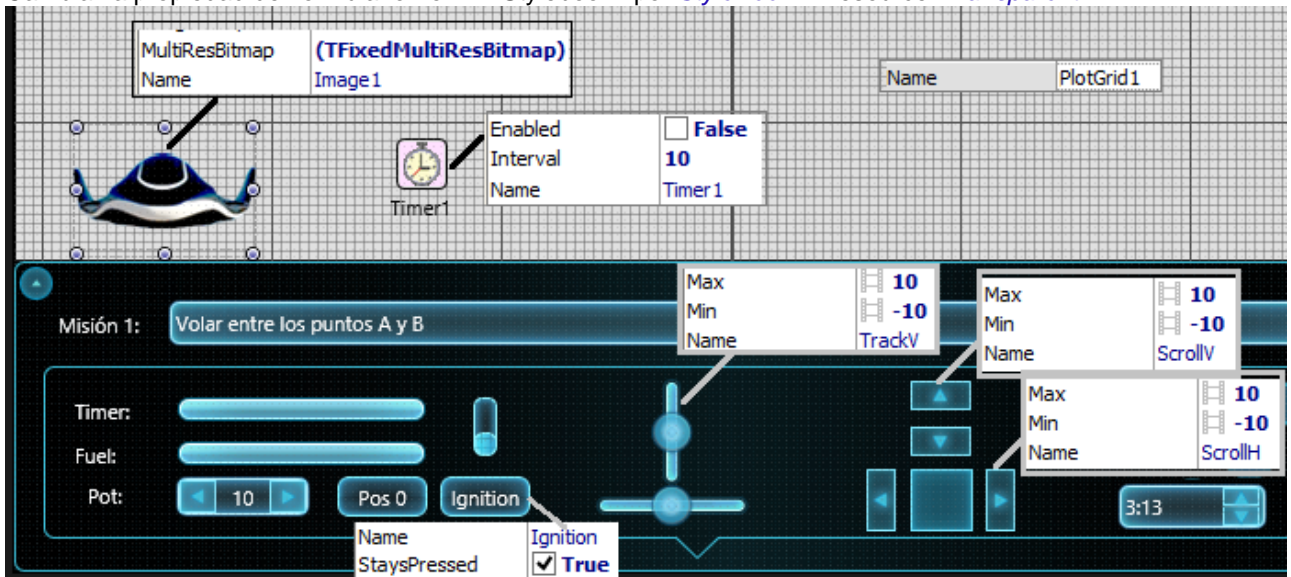 MultiResBitmap (TFixedMultiResBitmap)
Name Image1
Name PlotGrid1
Enabled False
Interval 10
Name Timer1
Timer1
Max 10
Min -10
Name TrackV
Max 10
Min -10
Name ScrollV
Misión 1: Volar entre los puntos A y B
Max 10
Min -10
Name ScrollH
Timer:
Fuel:
Pot: 10 Pos 0 Ignition
3:13
Name Ignition
StaysPressed True